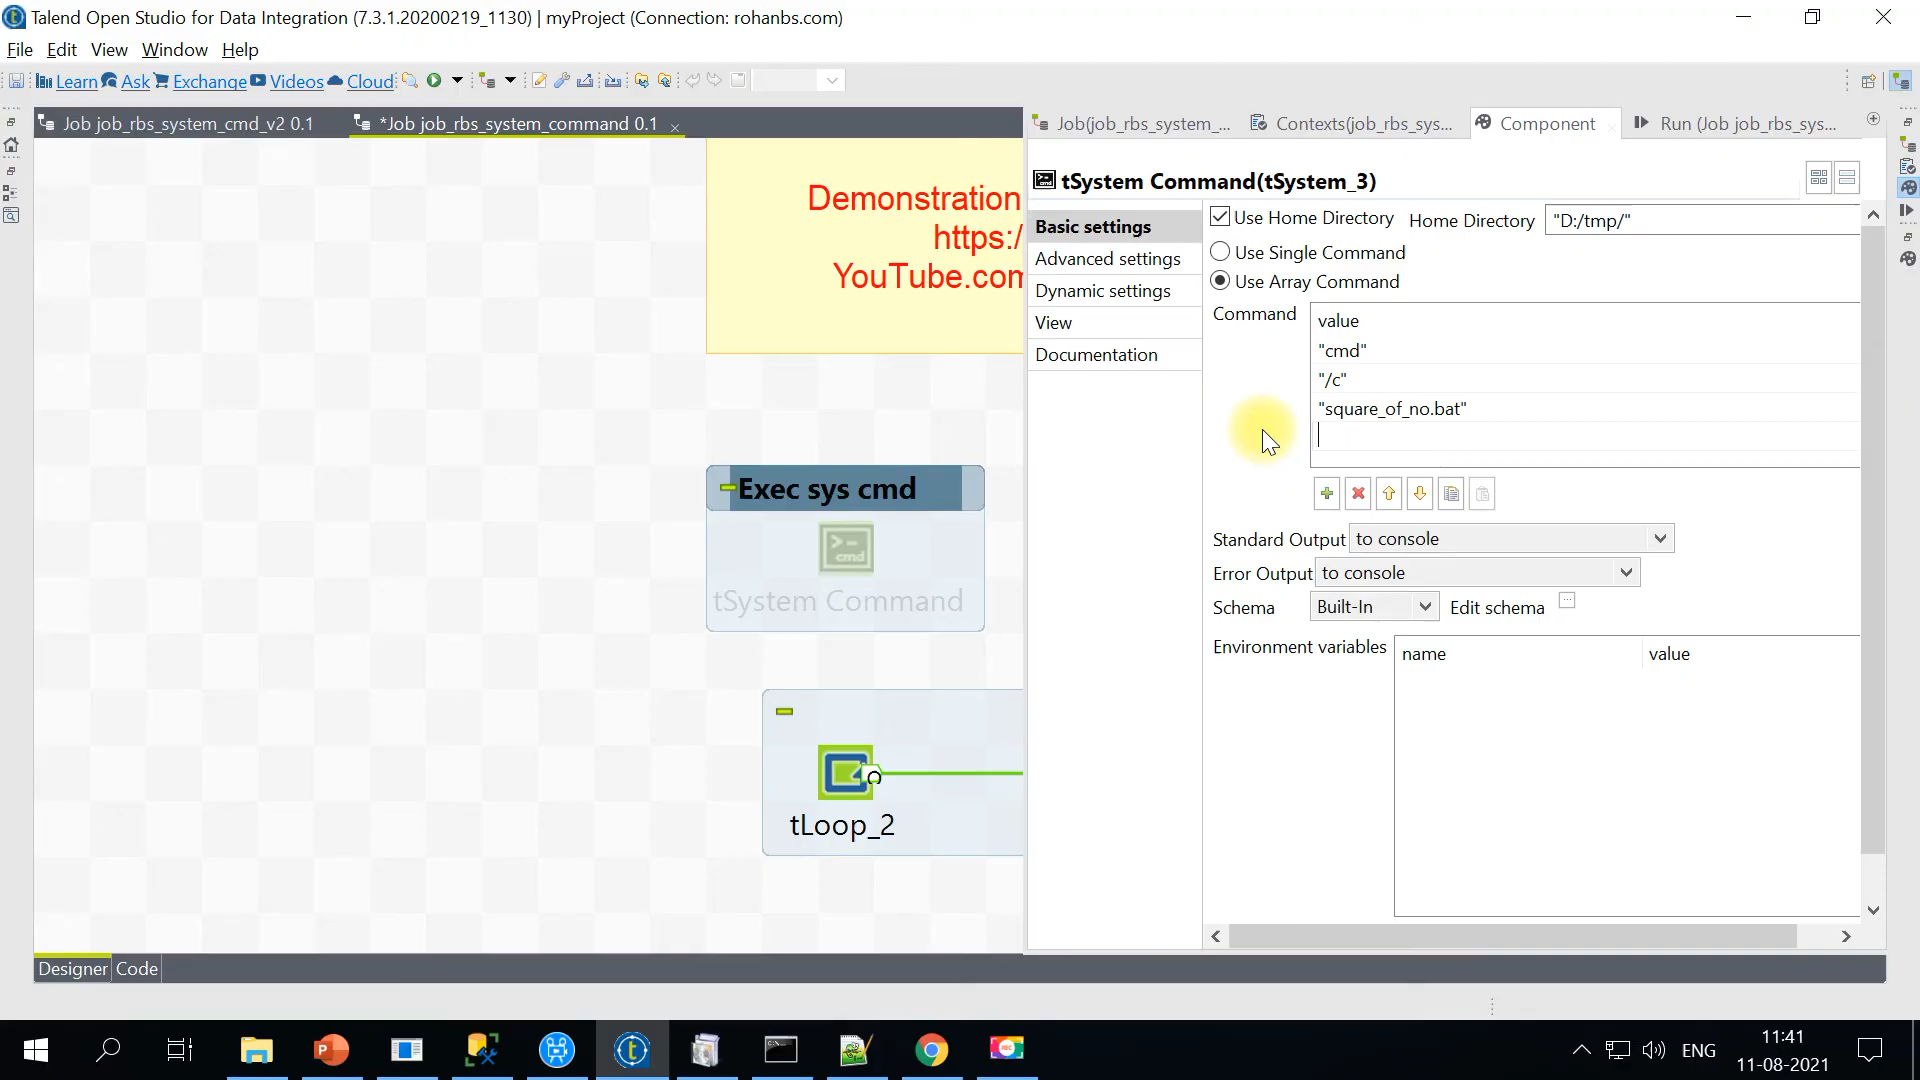 Talend Open Studio for Data Integration (7.3.1.20200219_1130) | myProject (Connection: rohanbs.com)
File Edit View Window Help
Learn Ask Exchange Videos Cloud
Job job_rbs_system_cmd_v2 0.1
*Job job_rbs_system_command 0.1
Job(job_rbs_system_...
Contexts(job_rbs_sys...
Component
Run (Job job_rbs_sys...
Demonstration
https:/
YouTube.com
Exec sys cmd
cmd
tSystem Command
tLoop_2
Designer Code
tSystem Command(tSystem_3)
Basic settings
Advanced settings
Dynamic settings
View
Documentation
Use Home Directory Home Directory "D:/tmp/"
Use Single Command
Use Array Command
Command value
"cmd"
"/c"
"square_of_no.bat"
Standard Output to console
Error Output to console
Schema Built-In Edit schema
Environment variables name value
ENG
11:41
11-08-2021